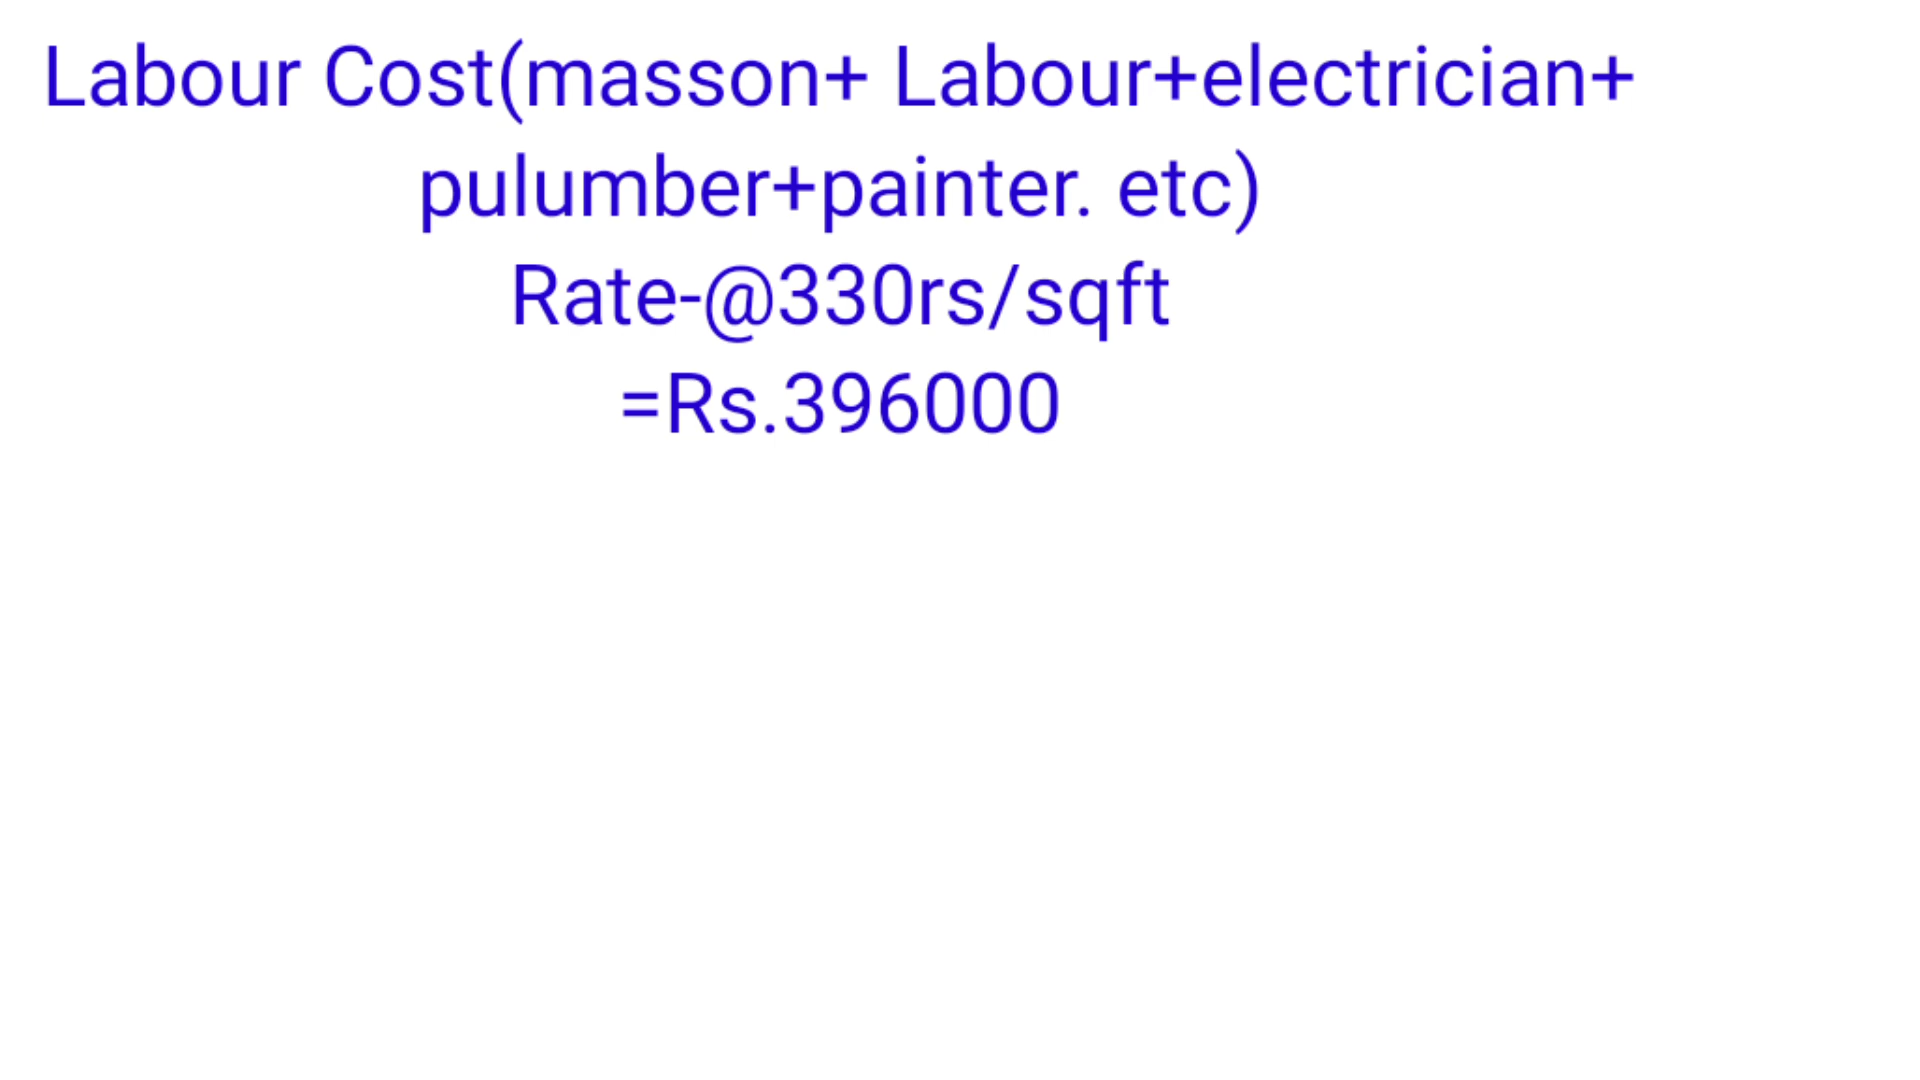 Labour Cost(masson+ Labour+electrician+
pulumber+painter. etc)
Rate-@330rs/sqft
=Rs.396000